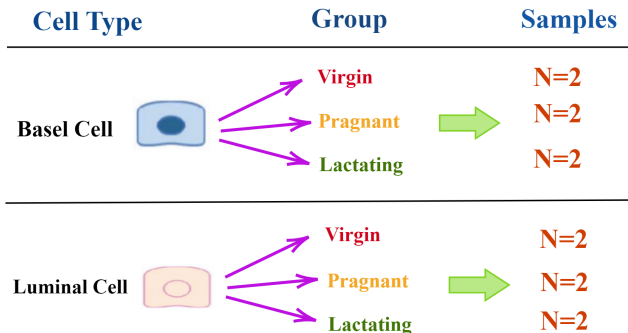 Cell Type Group Samples
Virgin N=2
Basel Cell Pragnant N=2
Lactating N=2
Virgin N=2
Luminal Cell Pragnant N=2
Lactating N=2